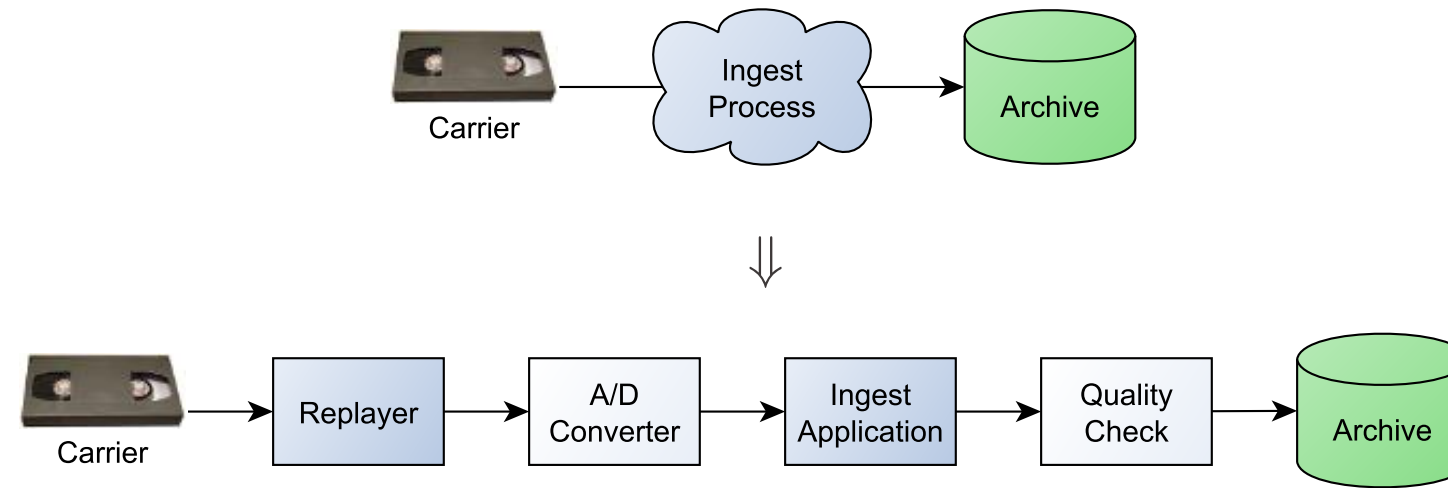 Ingest
Process
Archive
Carrier
⇓
Replayer
A/D
Converter
Ingest
Application
Quality
Check
Archive
Carrier